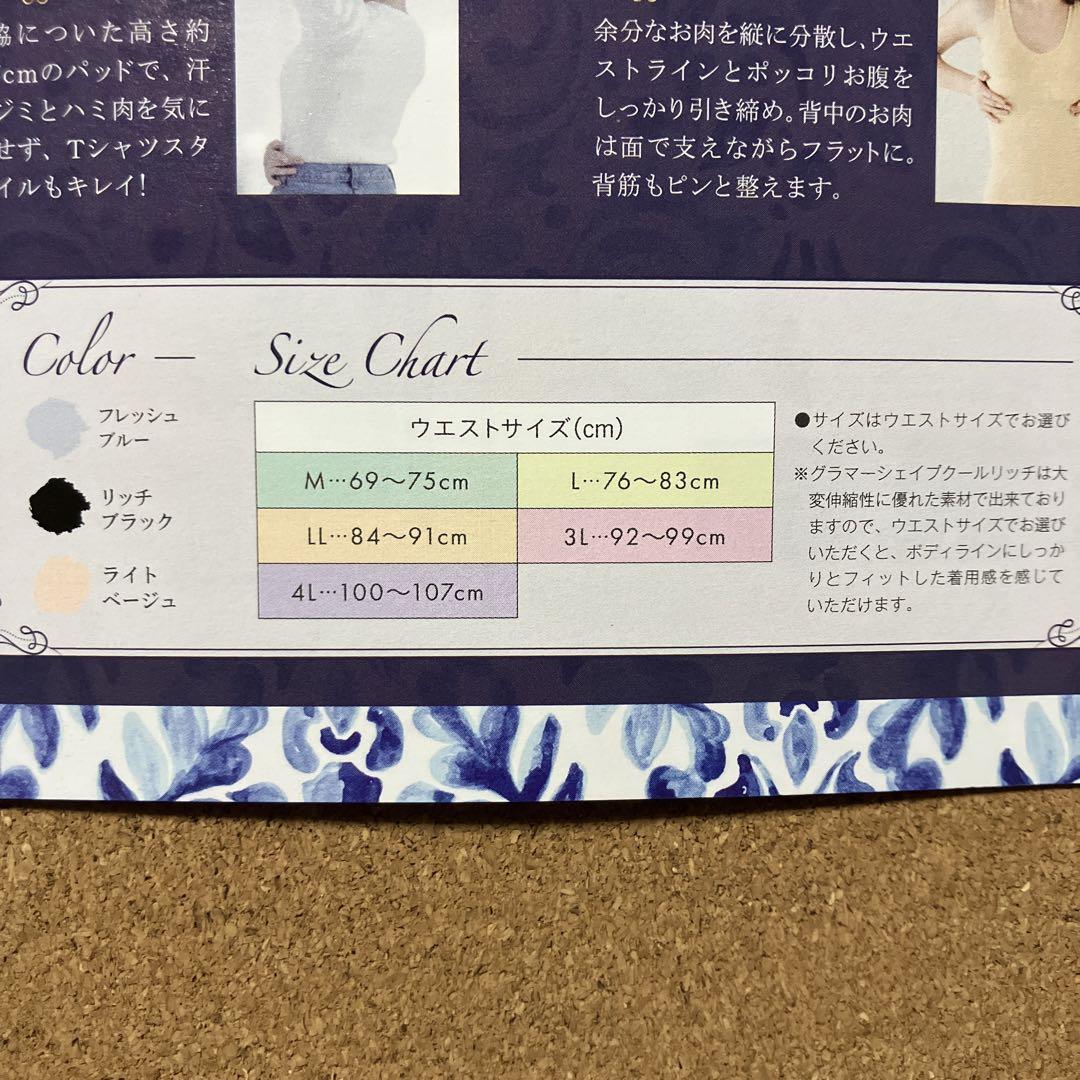 脇についた高さ約
cmのパッドで、汗
ジミとハミ肉を気に
せず、Tシャツスタ
イルもキレイ!
余分なお肉を縦に分散し、ウエ
ストラインとポッコリお腹を
しっかり引き締め。背中のお肉
は面で支えながらフラットに。
背筋もピンと整えます。
Color
フレッシュ
ブルー
リッチ
ブラック
ライト
ベージュ
Size Chart
ウエストサイズ(cm)
M…69〜75cm
L…76〜83cm
LL…84〜91cm
3L…92〜99cm
4L…100〜107cm
●サイズはウエストサイズでお選び
ください。
※グラマーシェイプクールリッチは大
変伸縮性に優れた素材で出来ており
ますので、ウエストサイズでお選び
いただくと、ボディラインにしっか
りとフィットした着用感を感じて
いただけます。